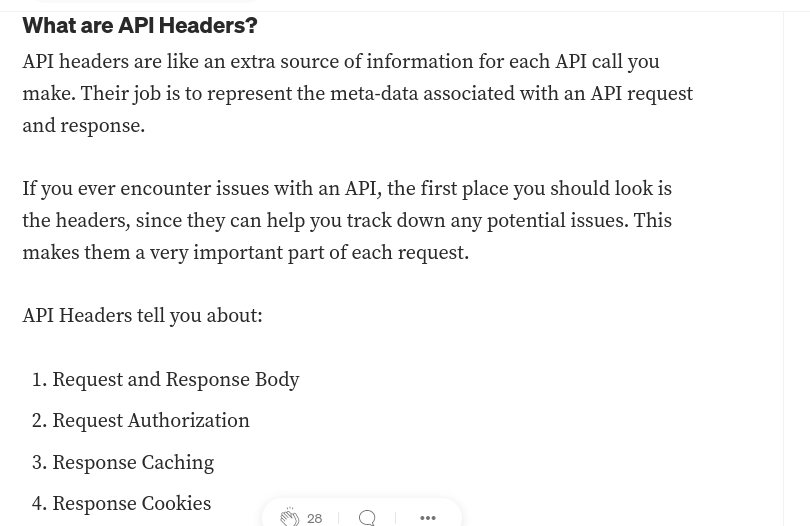 What are API Headers?
API headers are like an extra source of information for each API call you
make. Their job is to represent the meta-data associated with an API request
and response.
If you ever encounter issues with an API, the first place you should look is
the headers, since they can help you track down any potential issues. This
makes them a very important part of each request.
API Headers tell you about:
1. Request and Response Body
2. Request Authorization
3. Response Caching
4. Response Cookies
28